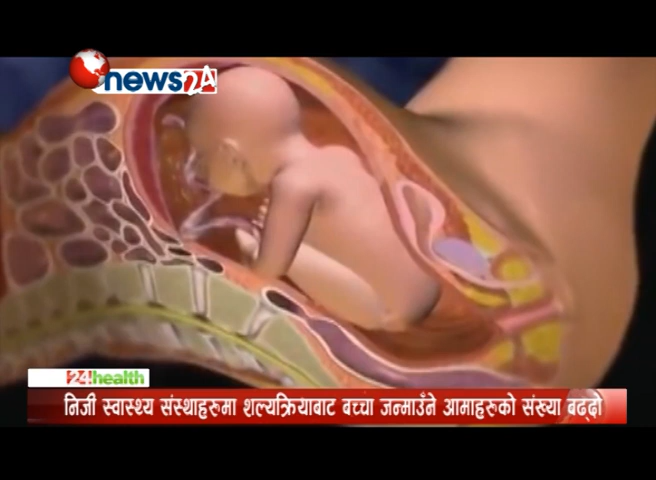 news24
24 health
निजी स्वास्थ्य संस्थाहरुमा शल्यक्रियाबाट बच्चा जन्माउँने आमाहरुको संख्या बढ्दो